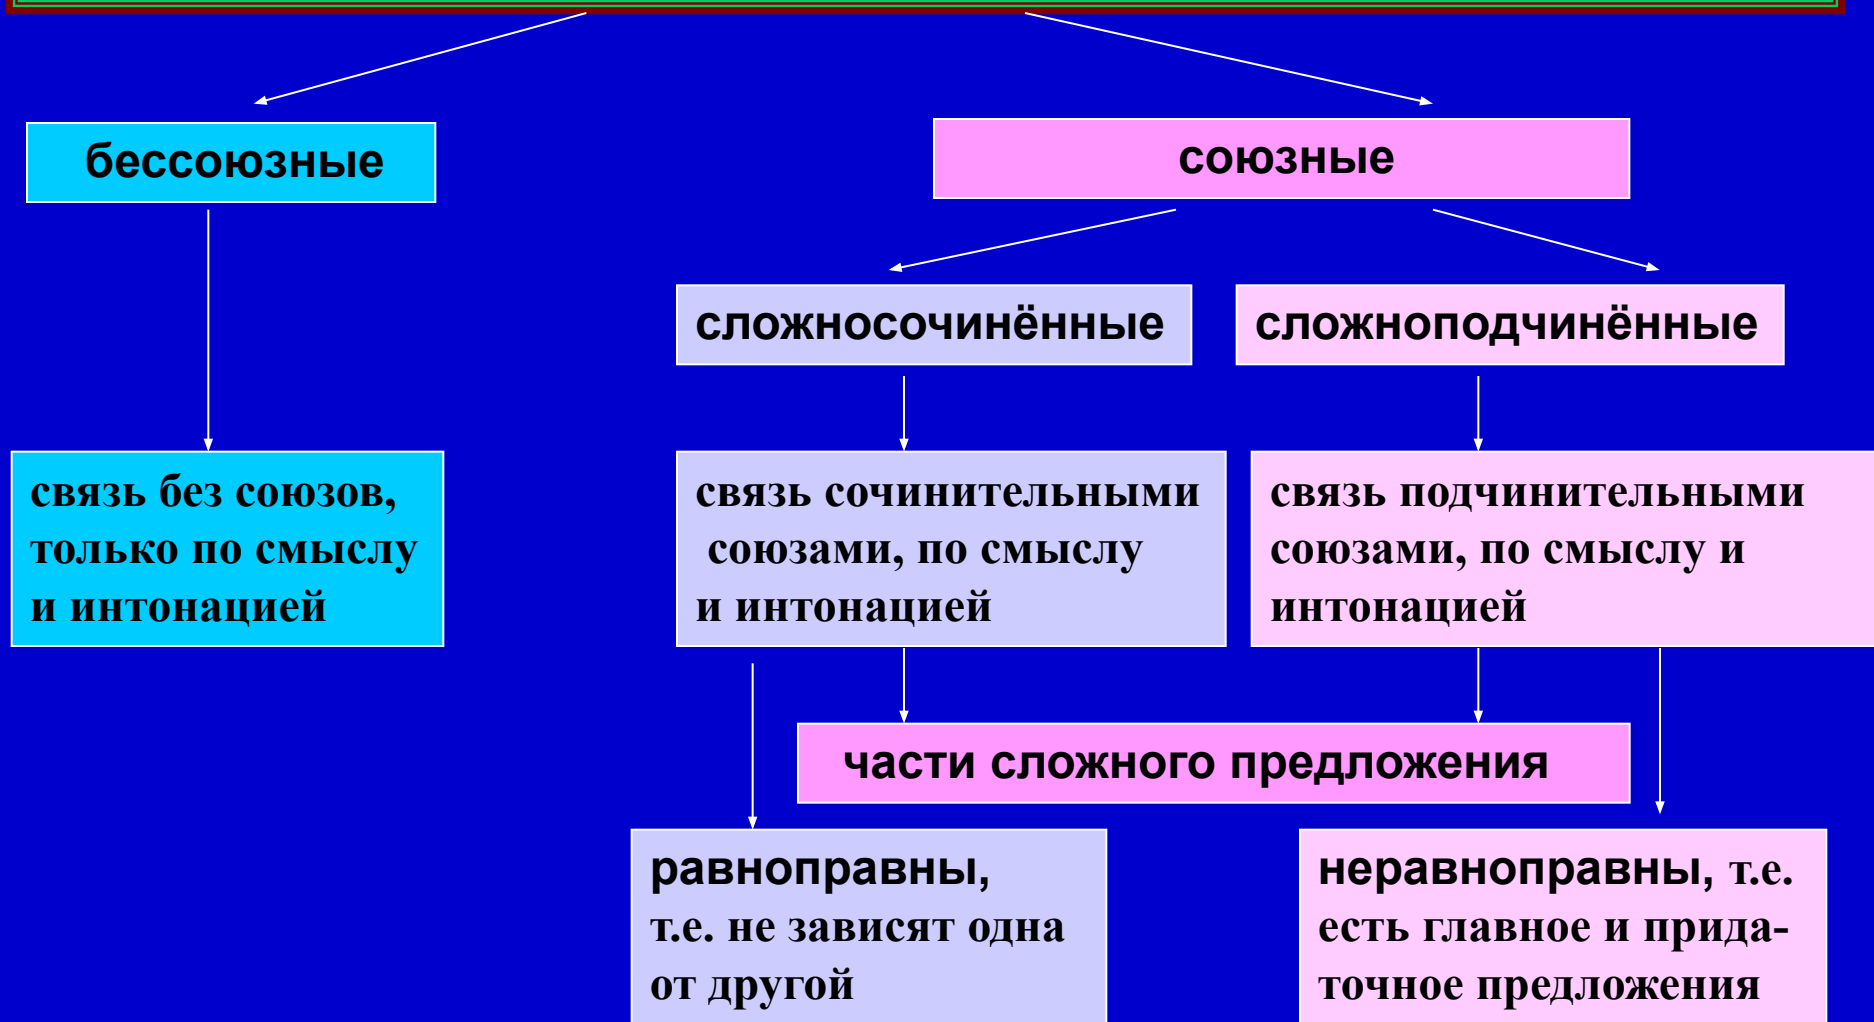 бессоюзные
союзные
сложносочинённые
сложноподчинённые
связь без союзов,
только по смыслу
и интонацией
связь сочинительными
союзами, по смыслу
и интонацией
связь подчинительными
союзами, по смыслу и
интонацией
части сложного предложения
равноправны,
т.е. не зависят одна
от другой
неравноправны, т.е.
есть главное и прида-
точное предложения